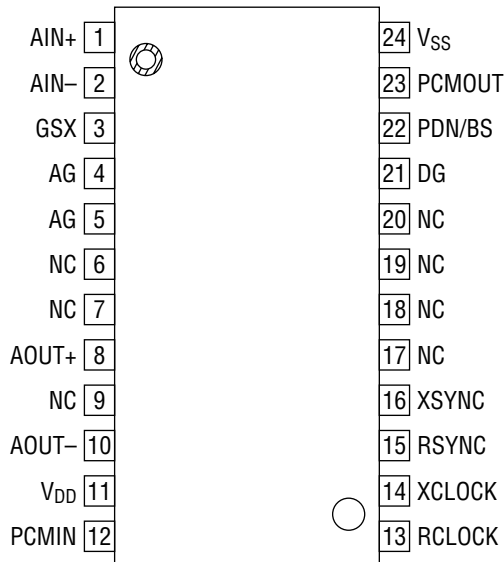 AIN+ 1 24 VSS
AIN– 2 23 PCMOUT
GSX 3 22 PDN/BS
AG 4 21 DG
AG 5 20 NC
NC 6 19 NC
NC 7 18 NC
AOUT+ 8 17 NC
NC 9 16 XSYNC
AOUT– 10 15 RSYNC
VDD 11 14 XCLOCK
PCMIN 12 13 RCLOCK